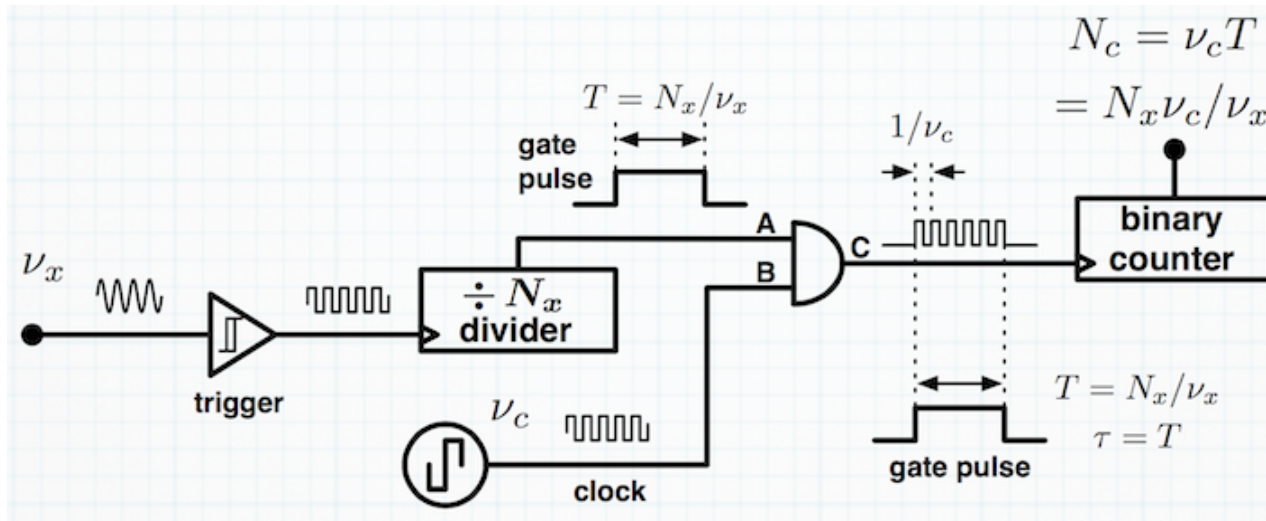 N_c = ν_c T
= N_x ν_c / ν_x
T = N_x / ν_x
1/ν_c
gate
pulse
A
B
C
binary
counter
ν_x
÷ N_x
divider
trigger
ν_c
clock
T = N_x / ν_x
τ = T
gate pulse